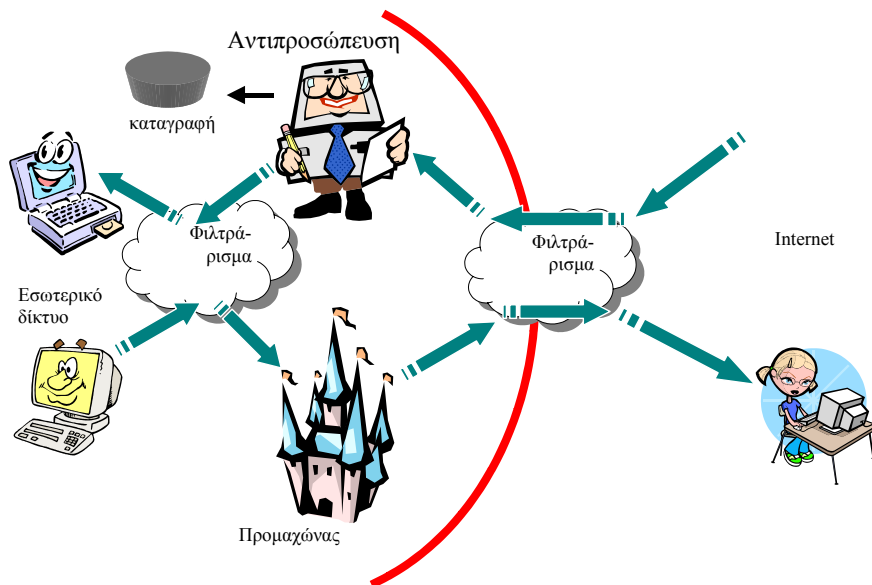 Αντιπροσώπευση
καταγραφή
Φιλτρά-
ρισμα
Φιλτρά-
ρισμα
Internet
Εσωτερικό
δίκτυο
Προμαχώνας